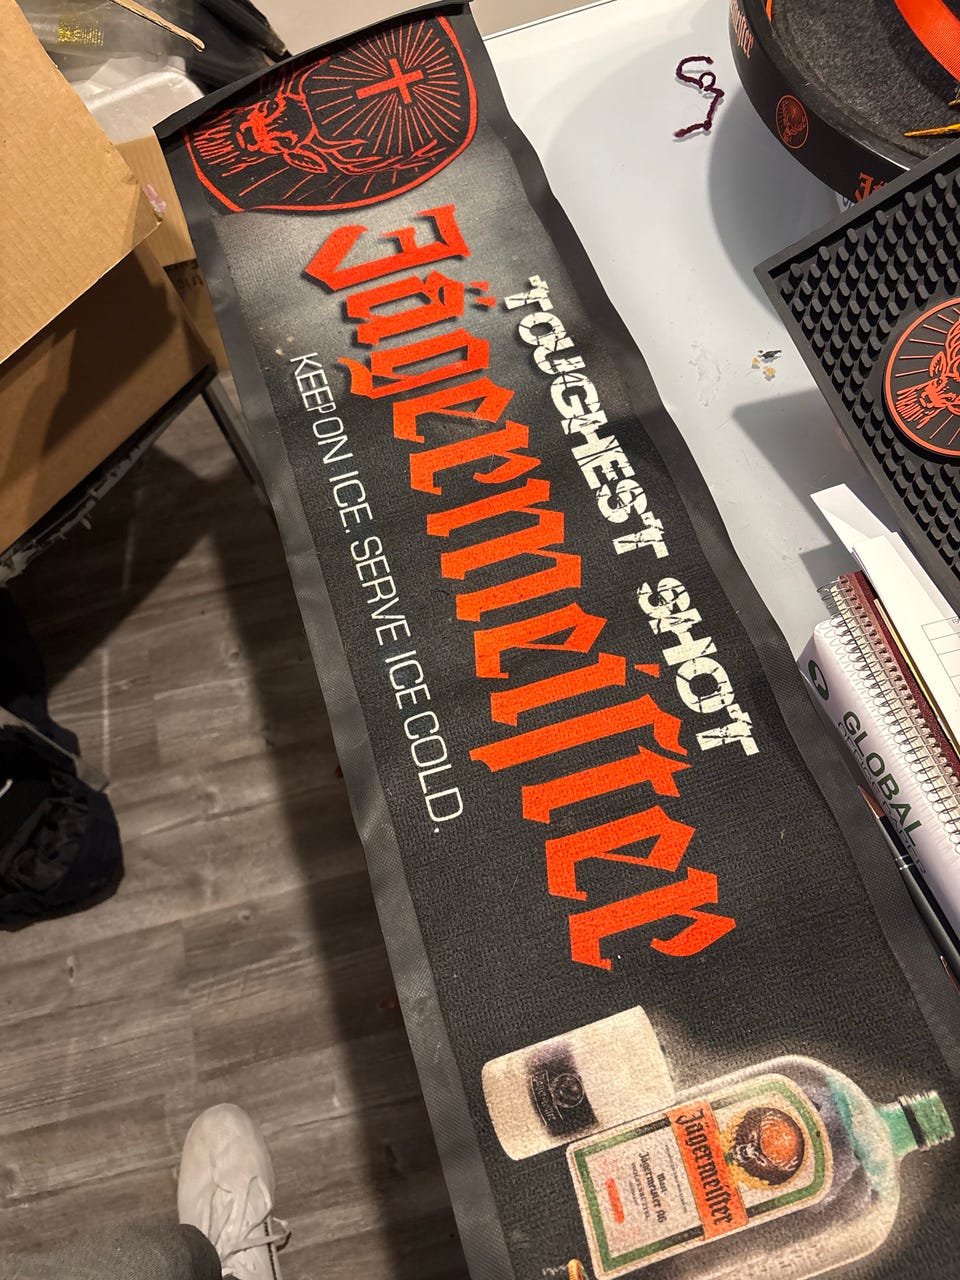 TOUGHEST SHOT
Jägermeister
KEEP ON ICE. SERVE ICE COLD.
Jägermeister
GLOBAL